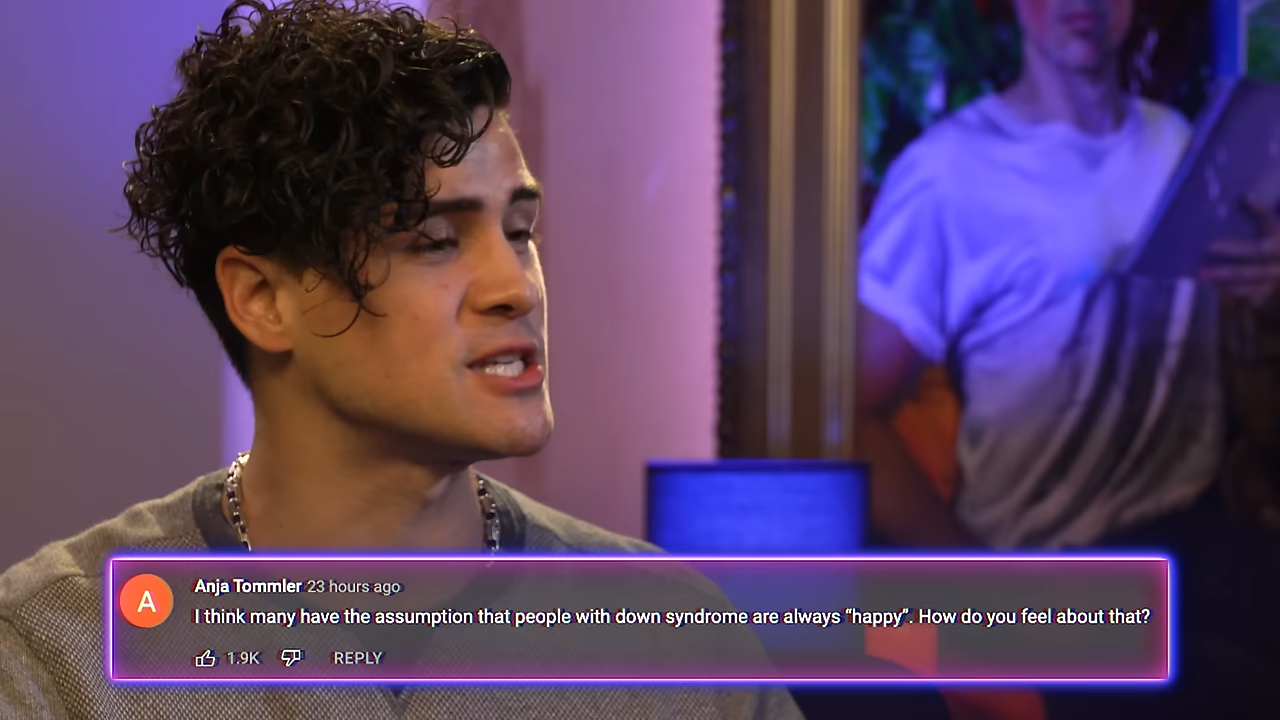 A
Anja Tommler 23 hours ago
I think many have the assumption that people with down syndrome are always “happy”. How do you feel about that?
1.9K REPLY